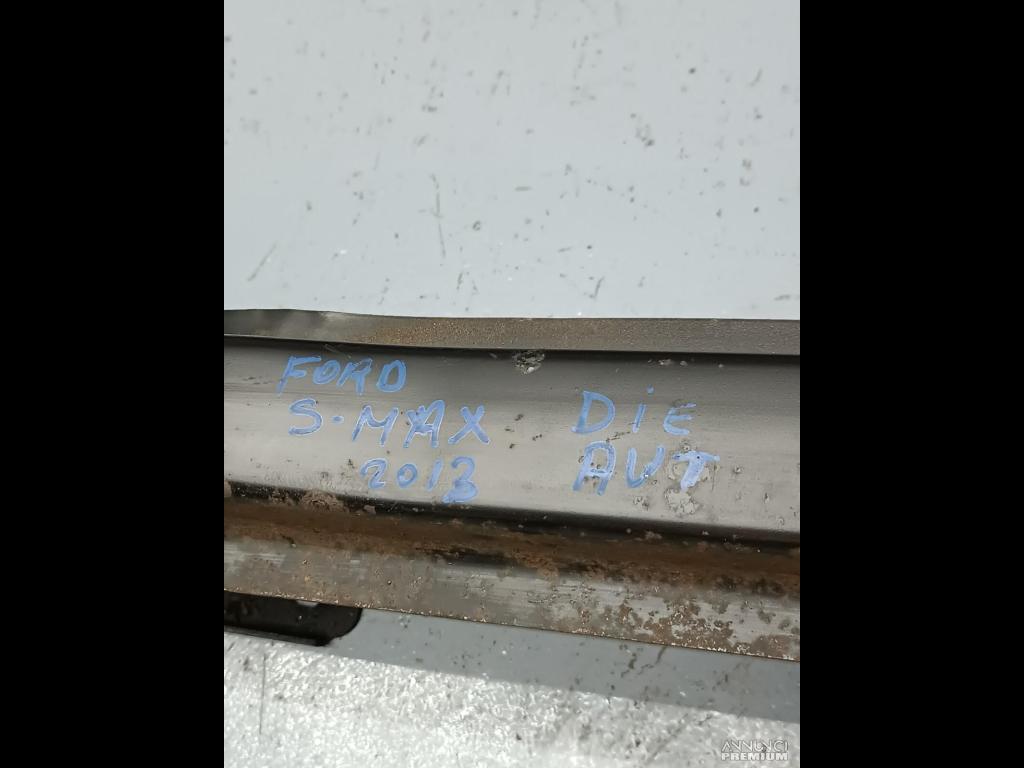 FORD
S-MAX
2013
DIE
AUT
ANNUNCI
PREMIUM